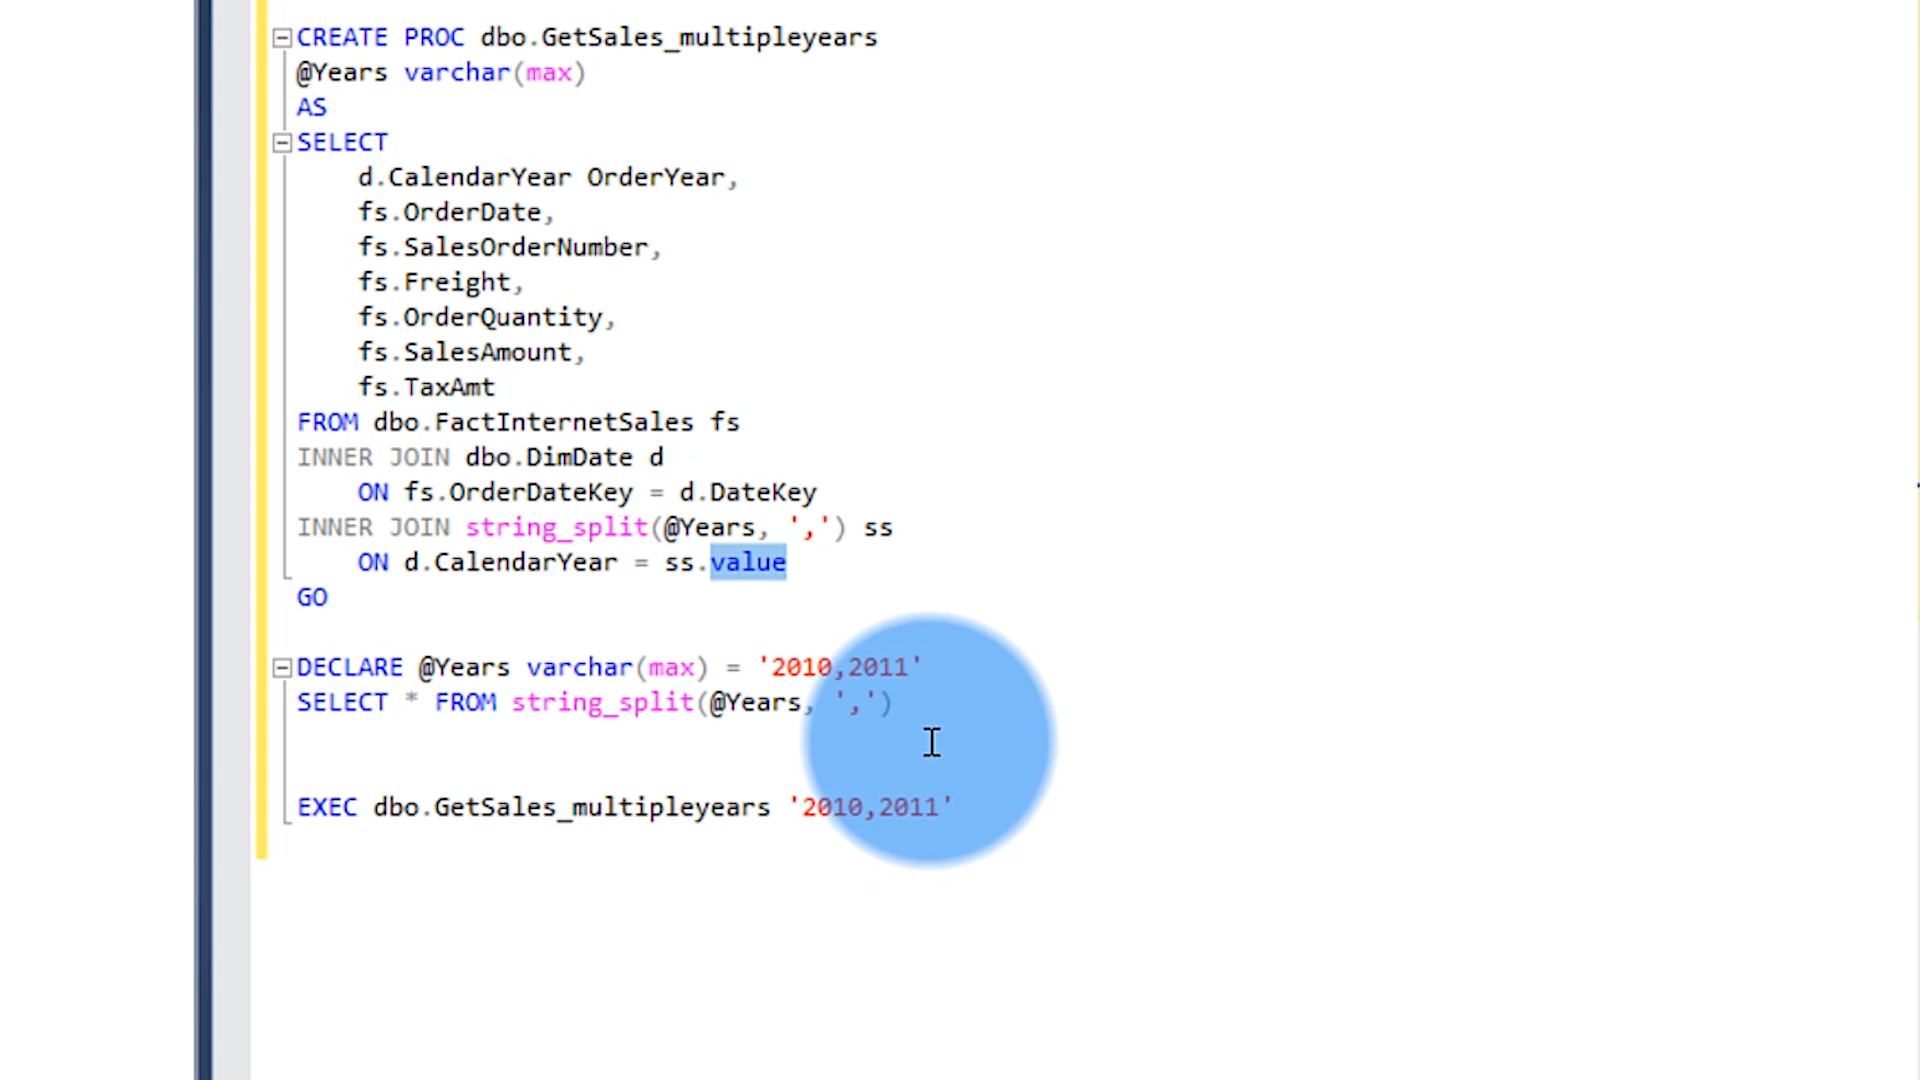 CREATE PROC dbo.GetSales_multipleyears
@Years varchar(max)
AS
SELECT
    d.CalendarYear OrderYear,
    fs.OrderDate,
    fs.SalesOrderNumber,
    fs.Freight,
    fs.OrderQuantity,
    fs.SalesAmount,
    fs.TaxAmt
FROM dbo.FactInternetSales fs
INNER JOIN dbo.DimDate d
    ON fs.OrderDateKey = d.DateKey
INNER JOIN string_split(@Years, ',') ss
    ON d.CalendarYear = ss.value
GO
DECLARE @Years varchar(max) = '2010,2011'
SELECT * FROM string_split(@Years, ',')
EXEC dbo.GetSales_multipleyears '2010,2011'